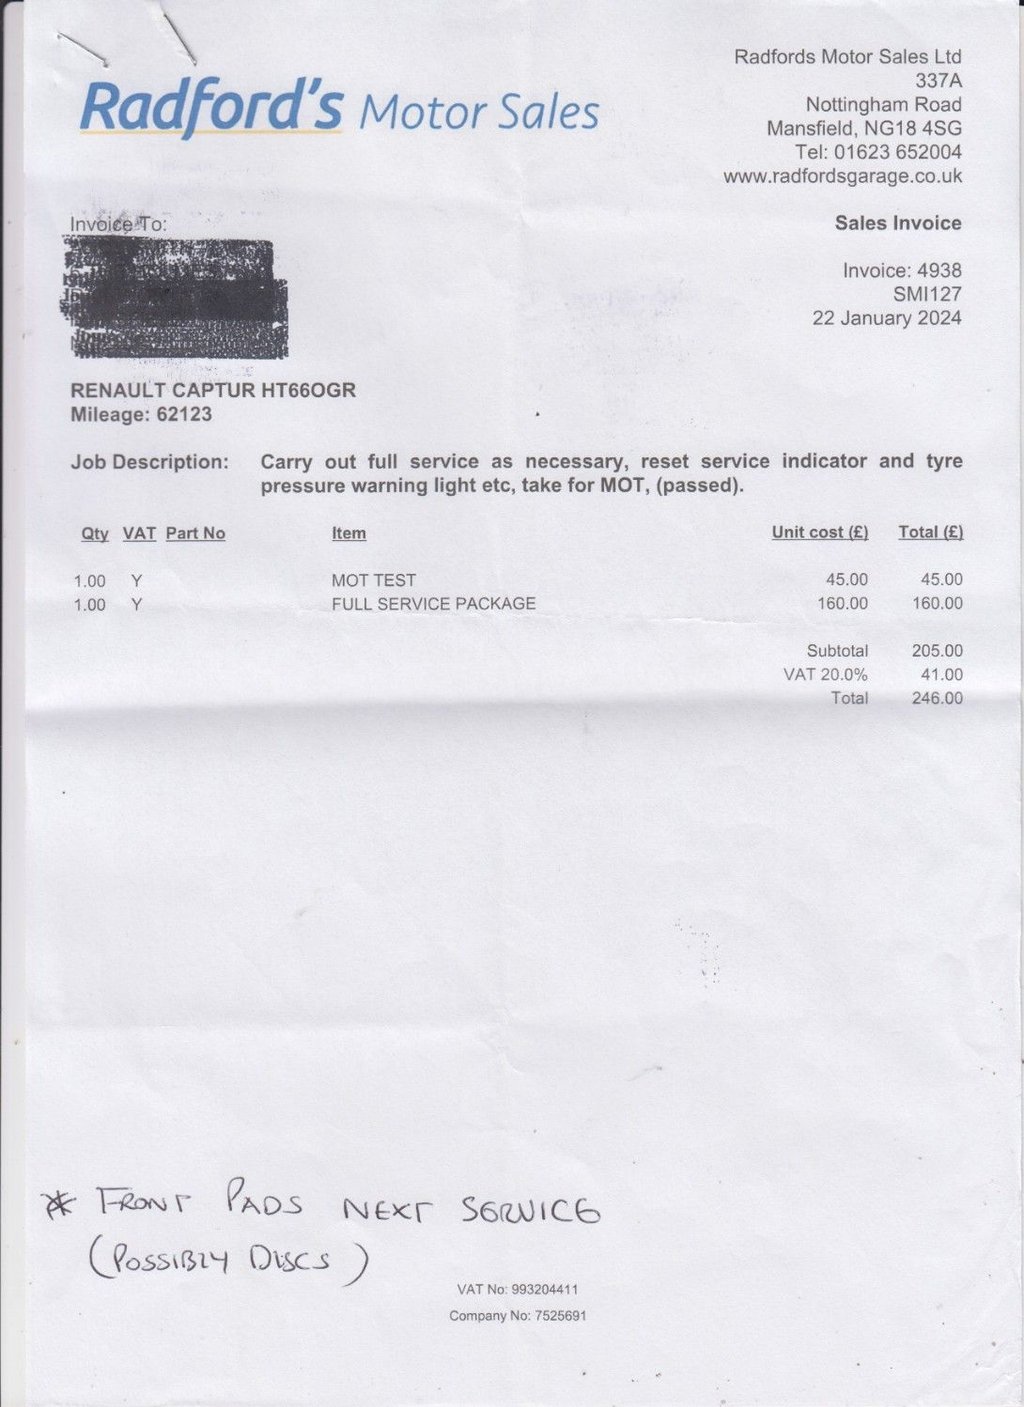 Radford's Motor Sales
Radfords Motor Sales Ltd
337A
Nottingham Road
Mansfield, NG18 4SG
Tel: 01623 652004
www.radfordsgarage.co.uk
Invoice To:
Sales Invoice
Invoice: 4938
SMI127
22 January 2024
RENAULT CAPTUR HT66OGR
Mileage: 62123
Job Description: Carry out full service as necessary, reset service indicator and tyre
pressure warning light etc, take for MOT, (passed).
Qty VAT Part No Item Unit cost (£) Total (£)
1.00 Y MOT TEST 45.00 45.00
1.00 Y FULL SERVICE PACKAGE 160.00 160.00
Subtotal 205.00
VAT 20.0% 41.00
Total 246.00
* FRONT PADS NEXT SERVICE
(POSSIBLY DISCS)
VAT No: 993204411
Company No: 7525691